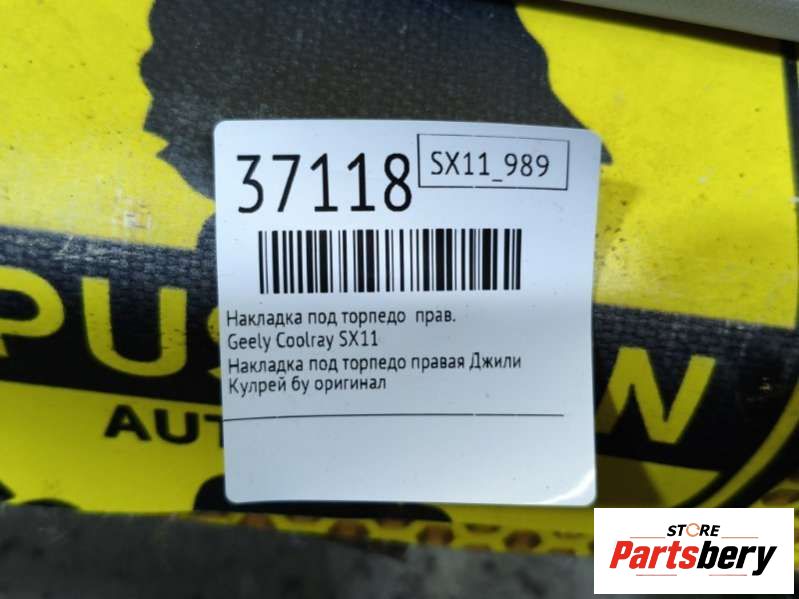 37118
SX11_989
Накладка под торпедо прав.
Geely Coolray SX11
Накладка под торпедо правая Джили
Кулрей бу оригинал
AUT
STORE
Partsbery